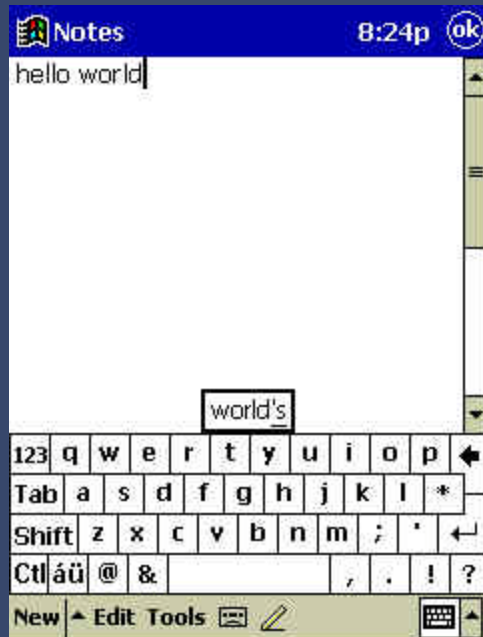 Notes 8:24p ok
hello world
world's
123 q w e r t y u i o p
Tab a s d f g h j k l *
Shift z x c v b n m ; '
Ctl áü @ & , . ! ?
New Edit Tools